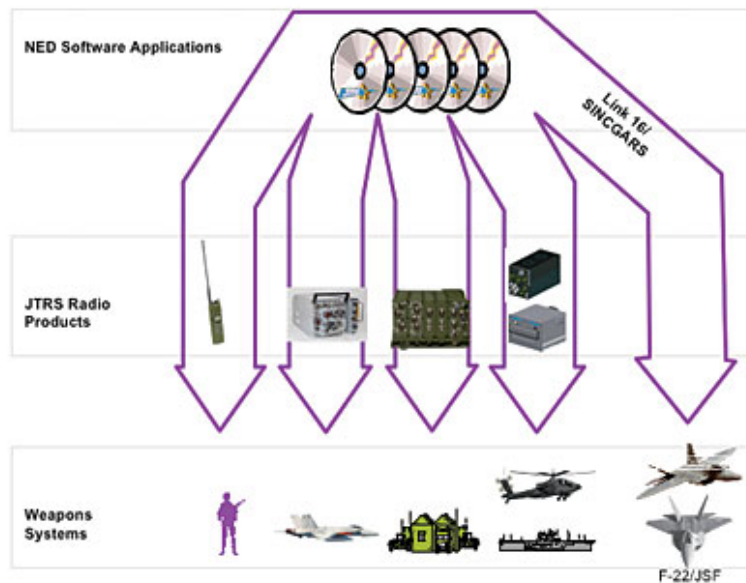 NED Software Applications
Link 16/
SINCGARS
JTRS Radio
Products
Weapons
Systems
F-22/JSF